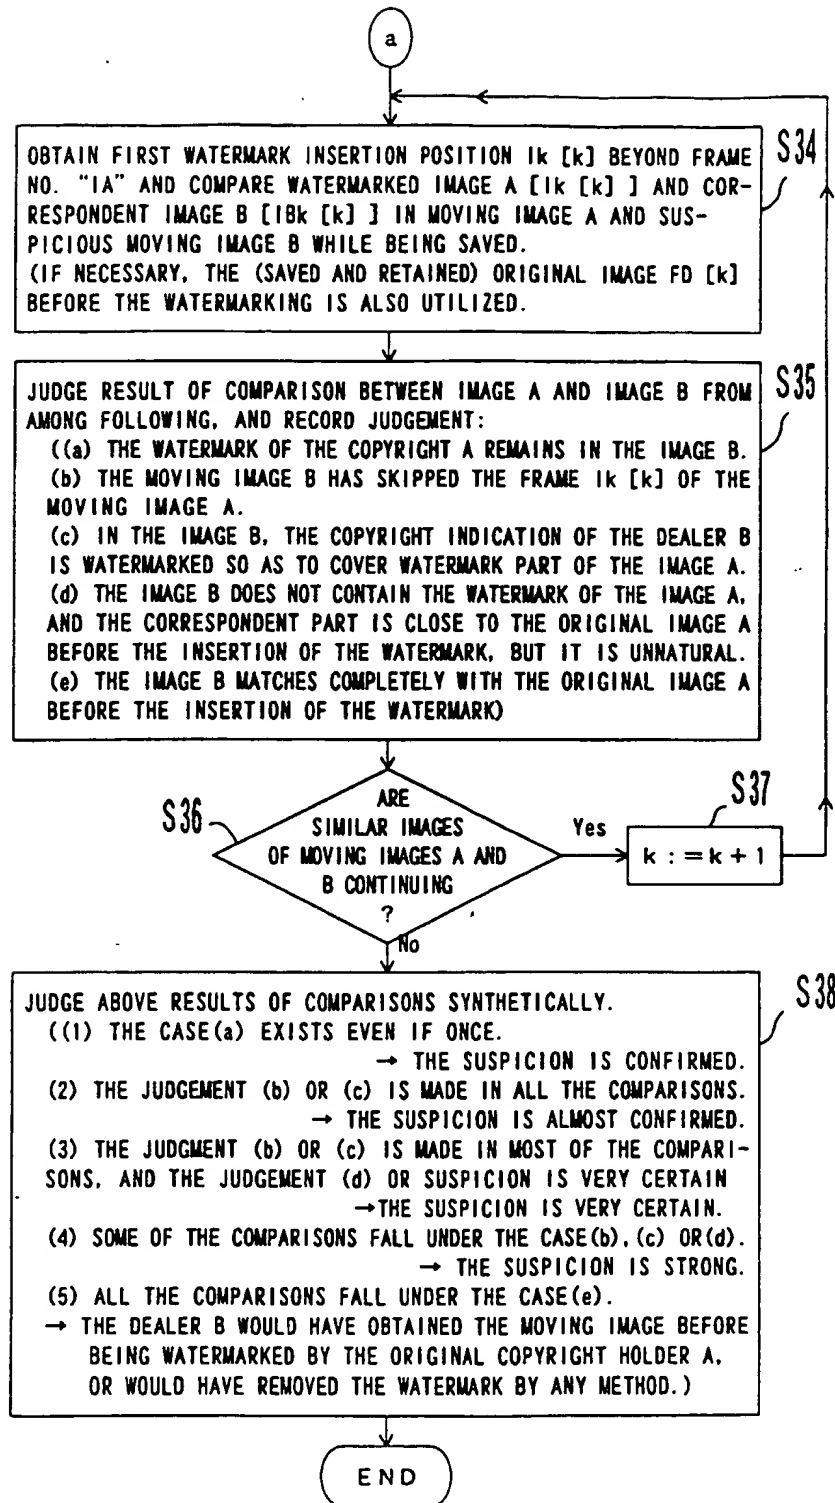 a
OBTAIN FIRST WATERMARK INSERTION POSITION Ik [k] BEYOND FRAME
NO. "IA" AND COMPARE WATERMARKED IMAGE A [Ik [k] ] AND COR-
RESPONDENT IMAGE B [IBk [k] ] IN MOVING IMAGE A AND SUS-
PICIOUS MOVING IMAGE B WHILE BEING SAVED.
(IF NECESSARY, THE (SAVED AND RETAINED) ORIGINAL IMAGE FD [k]
BEFORE THE WATERMARKING IS ALSO UTILIZED.
S34
JUDGE RESULT OF COMPARISON BETWEEN IMAGE A AND IMAGE B FROM
AMONG FOLLOWING, AND RECORD JUDGEMENT:
((a) THE WATERMARK OF THE COPYRIGHT A REMAINS IN THE IMAGE B.
(b) THE MOVING IMAGE B HAS SKIPPED THE FRAME Ik [k] OF THE
MOVING IMAGE A.
(c) IN THE IMAGE B, THE COPYRIGHT INDICATION OF THE DEALER B
IS WATERMARKED SO AS TO COVER WATERMARK PART OF THE IMAGE A.
(d) THE IMAGE B DOES NOT CONTAIN THE WATERMARK OF THE IMAGE A,
AND THE CORRESPONDENT PART IS CLOSE TO THE ORIGINAL IMAGE A
BEFORE THE INSERTION OF THE WATERMARK, BUT IT IS UNNATURAL.
(e) THE IMAGE B MATCHES COMPLETELY WITH THE ORIGINAL IMAGE A
BEFORE THE INSERTION OF THE WATERMARK)
S35
S36
ARE
SIMILAR IMAGES
OF MOVING IMAGES A AND
B CONTINUING
?
Yes
S37
k : = k + 1
No
JUDGE ABOVE RESULTS OF COMPARISONS SYNTHETICALLY.
((1) THE CASE(a) EXISTS EVEN IF ONCE.
→ THE SUSPICION IS CONFIRMED.
(2) THE JUDGEMENT (b) OR (c) IS MADE IN ALL THE COMPARISONS.
→ THE SUSPICION IS ALMOST CONFIRMED.
(3) THE JUDGMENT (b) OR (c) IS MADE IN MOST OF THE COMPARI-
SONS, AND THE JUDGEMENT (d) OR SUSPICION IS VERY CERTAIN
→THE SUSPICION IS VERY CERTAIN.
(4) SOME OF THE COMPARISONS FALL UNDER THE CASE(b),(c) OR(d).
→ THE SUSPICION IS STRONG.
(5) ALL THE COMPARISONS FALL UNDER THE CASE(e).
→ THE DEALER B WOULD HAVE OBTAINED THE MOVING IMAGE BEFORE
BEING WATERMARKED BY THE ORIGINAL COPYRIGHT HOLDER A,
OR WOULD HAVE REMOVED THE WATERMARK BY ANY METHOD.)
S38
END